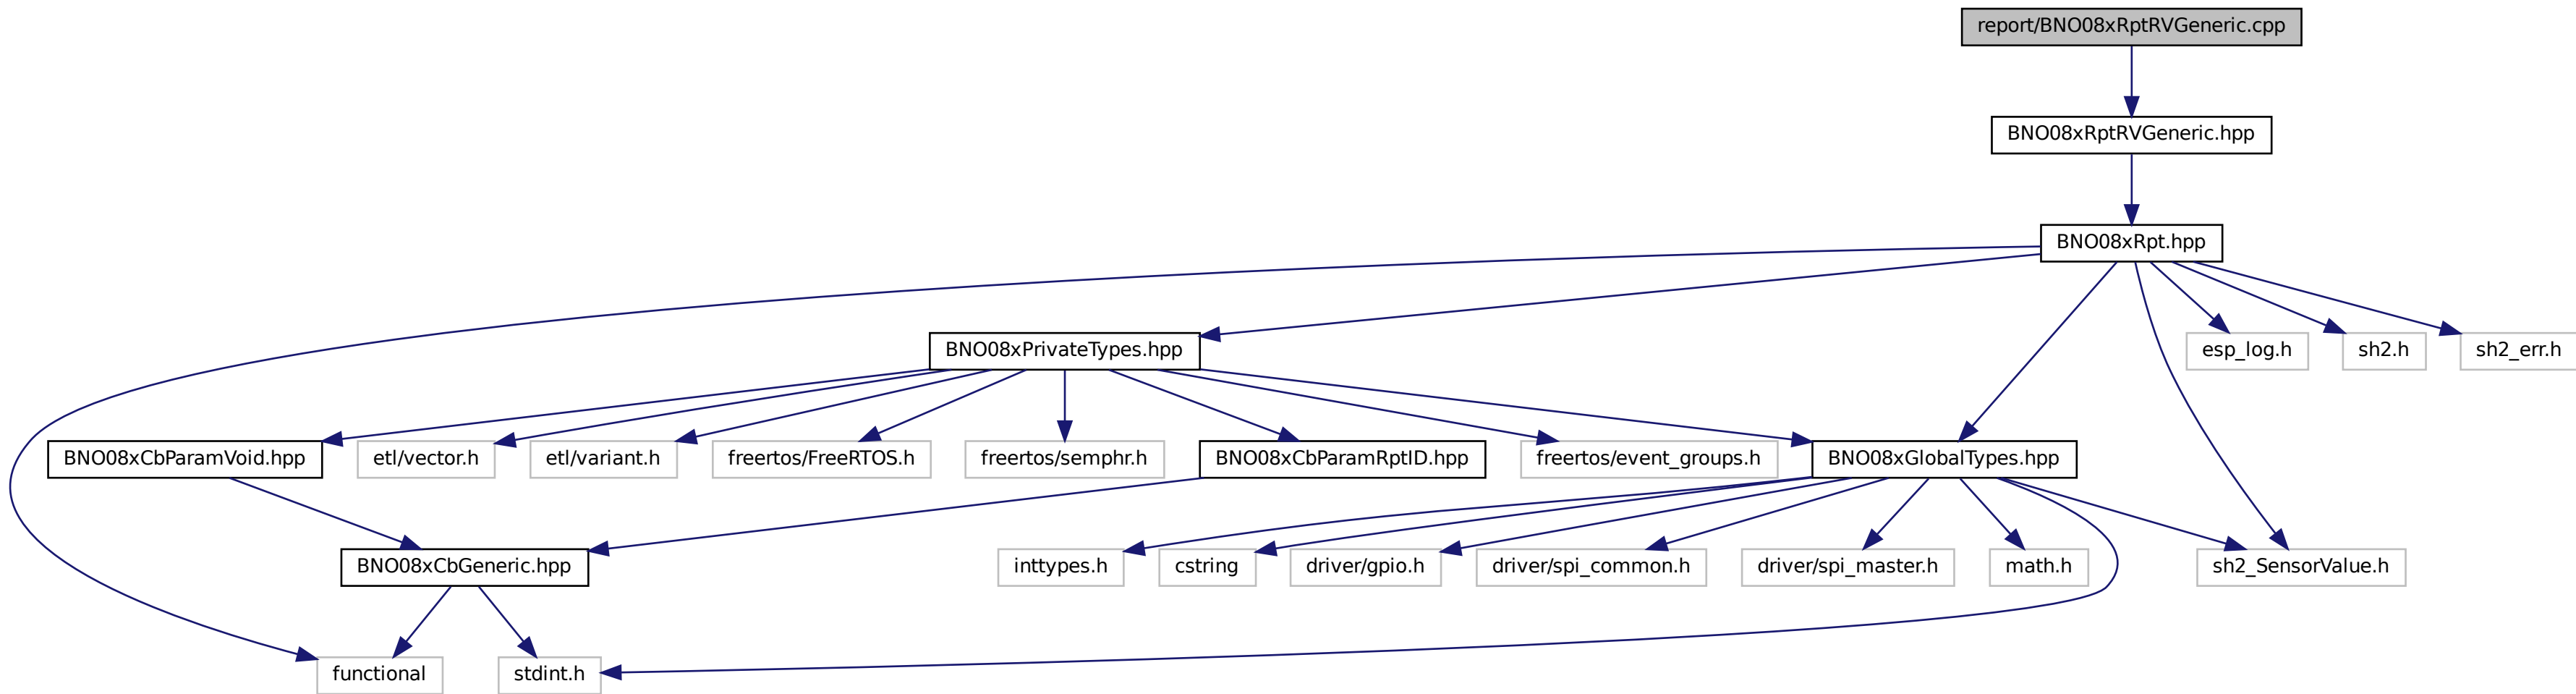 report/BNO08xRptRVGeneric.cpp
BNO08xRptRVGeneric.hpp
BNO08xRpt.hpp
BNO08xPrivateTypes.hpp
esp_log.h
sh2.h
sh2_err.h
BNO08xCbParamVoid.hpp
etl/vector.h
etl/variant.h
freertos/FreeRTOS.h
freertos/semphr.h
BNO08xCbParamRptID.hpp
freertos/event_groups.h
BNO08xGlobalTypes.hpp
BNO08xCbGeneric.hpp
inttypes.h
cstring
driver/gpio.h
driver/spi_common.h
driver/spi_master.h
math.h
sh2_SensorValue.h
functional
stdint.h